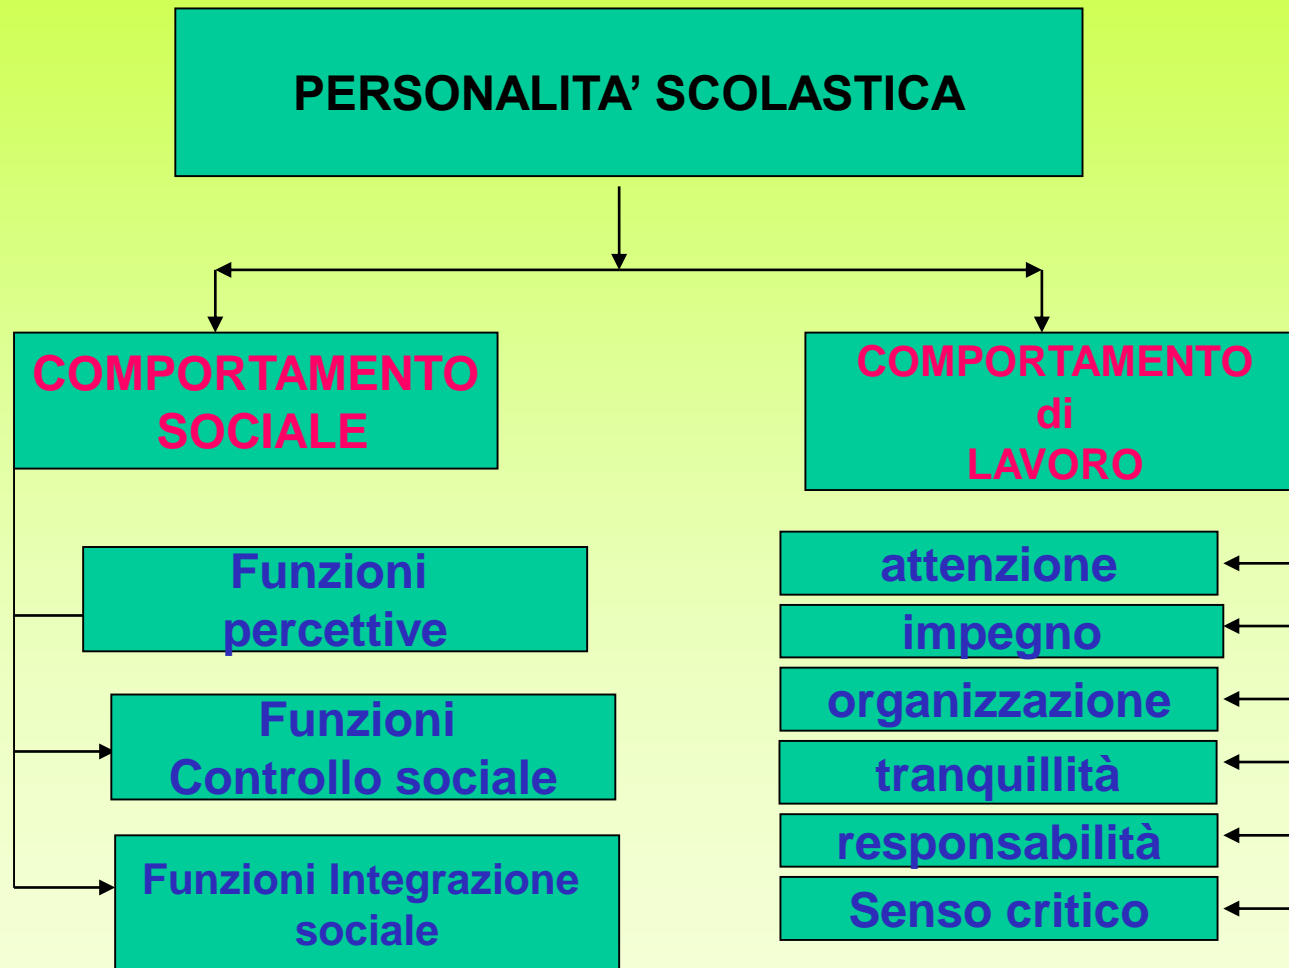 PERSONALITA’ SCOLASTICA
COMPORTAMENTO
SOCIALE
Funzioni
percettive
Funzioni
Controllo sociale
Funzioni Integrazione
sociale
COMPORTAMENTO
di
LAVORO
attenzione
impegno
organizzazione
tranquillità
responsabilità
Senso critico